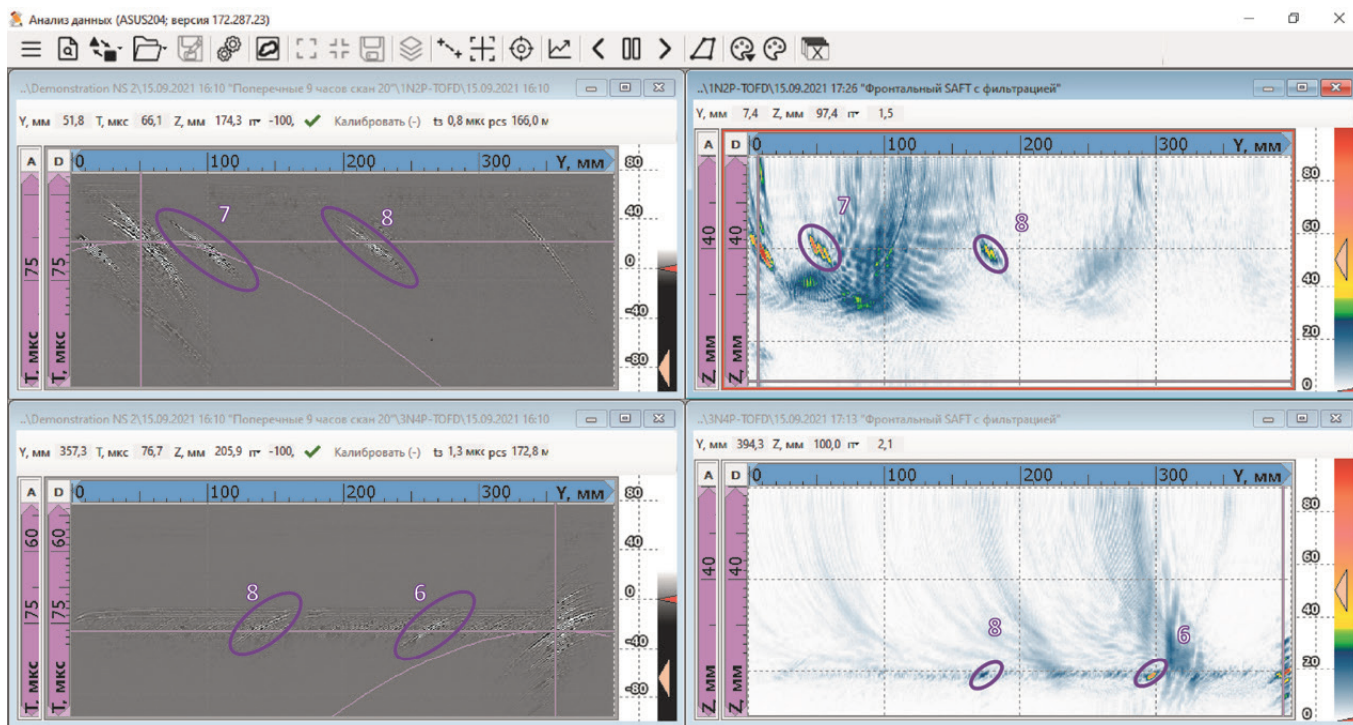 Анализ данных (ASUS204; версия 172.287.23)
..\Demonstration NS 2\15.09.2021 16:10 "Поперечные 9 часов скан 20"\1N2P-TOFD\15.09.2021 16:10
Y, мм 51,8 T, мкс 66,1 Z, мм 174,3 п -100, Калибровать (-) ts 0,8 мкс pcs 166,0 м
A D 0 100 200 300 Y, мм 80
7 8
40
75 75 0
-40
-80
T, мкс T, мкс
..\1N2P-TOFD\15.09.2021 17:26 "Фронтальный SAFT с фильтрацией"
Y, мм 7,4 Z, мм 97,4 п 1,5
A D 0 100 200 300 Y, мм
80
7 8
40 40 60
40
20
Z, мм Z, мм 0
..\Demonstration NS 2\15.09.2021 16:10 "Поперечные 9 часов скан 20"\3N4P-TOFD\15.09.2021 16:10
Y, мм 357,3 T, мкс 76,7 Z, мм 205,9 п -100, Калибровать (-) ts 1,3 мкс pcs 172,8 м
A D 0 100 200 300 Y, мм 80
60 60 40
8 6
75 75 0
-40
-80
T, мкс T, мкс
..\3N4P-TOFD\15.09.2021 17:13 "Фронтальный SAFT с фильтрацией"
Y, мм 394,3 Z, мм 100,0 п 2,1
A D 0 100 200 300 Y, мм
80
40 40 60
40
8 6
20
Z, мм Z, мм 0